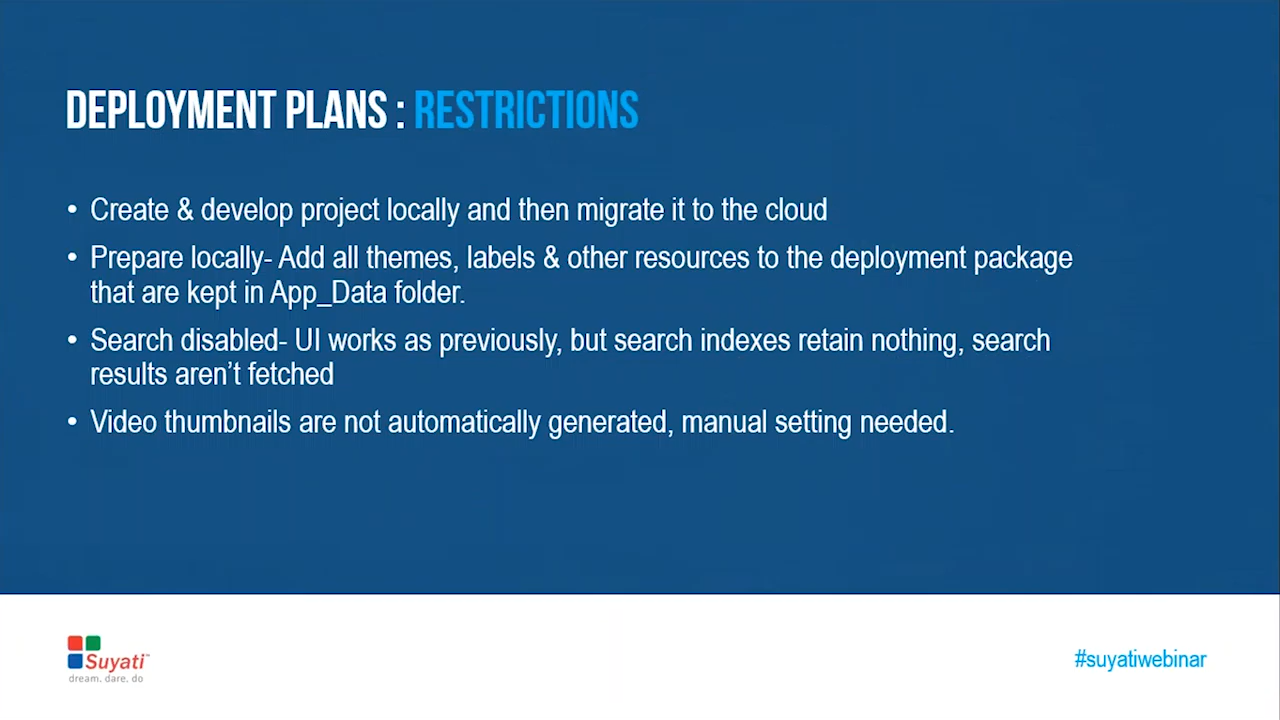 DEPLOYMENT PLANS : RESTRICTIONS
• Create & develop project locally and then migrate it to the cloud
• Prepare locally- Add all themes, labels & other resources to the deployment package
that are kept in App_Data folder.
• Search disabled- UI works as previously, but search indexes retain nothing, search
results aren’t fetched
• Video thumbnails are not automatically generated, manual setting needed.
Suyati™
dream. dare. do
#suyatiwebinar